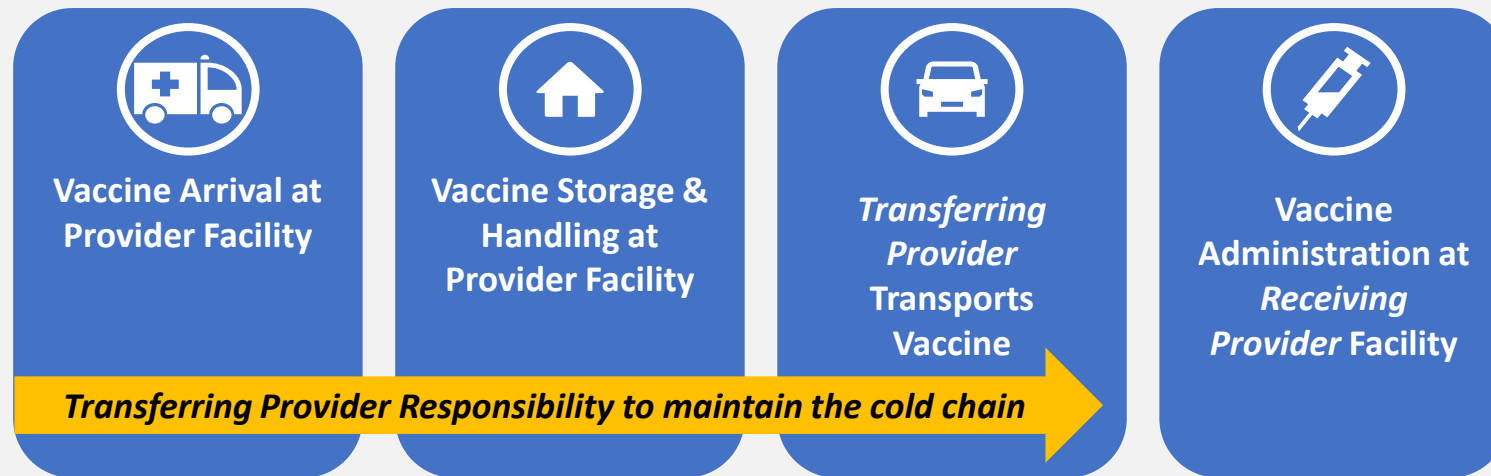 Vaccine Arrival at
Provider Facility
Vaccine Storage &
Handling at
Provider Facility
Transferring
Provider
Transports
Vaccine
Vaccine
Administration at
Receiving
Provider Facility
Transferring Provider Responsibility to maintain the cold chain